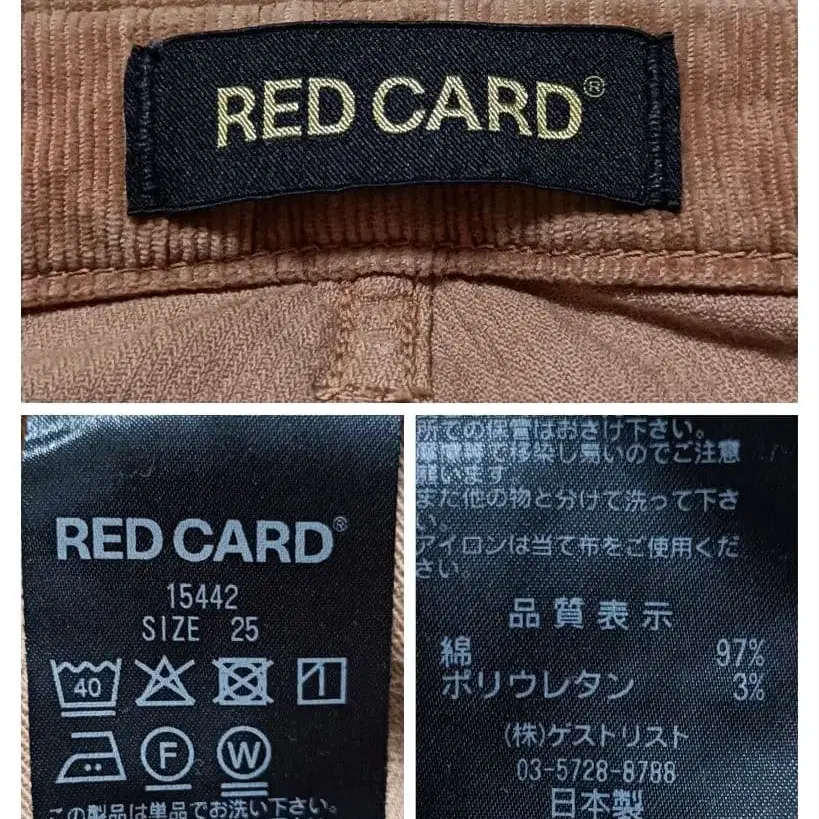 RED CARD®
RED CARD®
15442
SIZE 25
40
F
W
この製品は単品でお洗い下さい。
所での保管はおさけ下さい。
移染し易いのでご注意
願います
また他の物と分けて洗って下さ
い。
アイロンは当て布をご使用くだ
さい。
品質表示
綿 97%
ポリウレタン 3%
(株)ゲストリスト
03-5728-8788
日本製